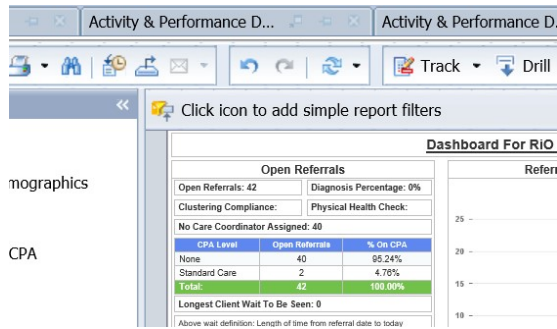 Activity & Performance D...
Activity & Performance D.
Track
Drill
Click icon to add simple report filters
mographics
CPA
Dashboard For RiO
Open Referrals
Referr
Open Referrals: 42
Diagnosis Percentage: 0%
Clustering Compliance:
Physical Health Check:
No Care Coordinator Assigned: 40
CPA Level Open Referrals % On CPA
None 40 95.24%
Standard Care 2 4.76%
Total: 42 100.00%
Longest Client Wait To Be Seen: 0
Above wait definition: Length of time from referral date to today
25
20
15
10